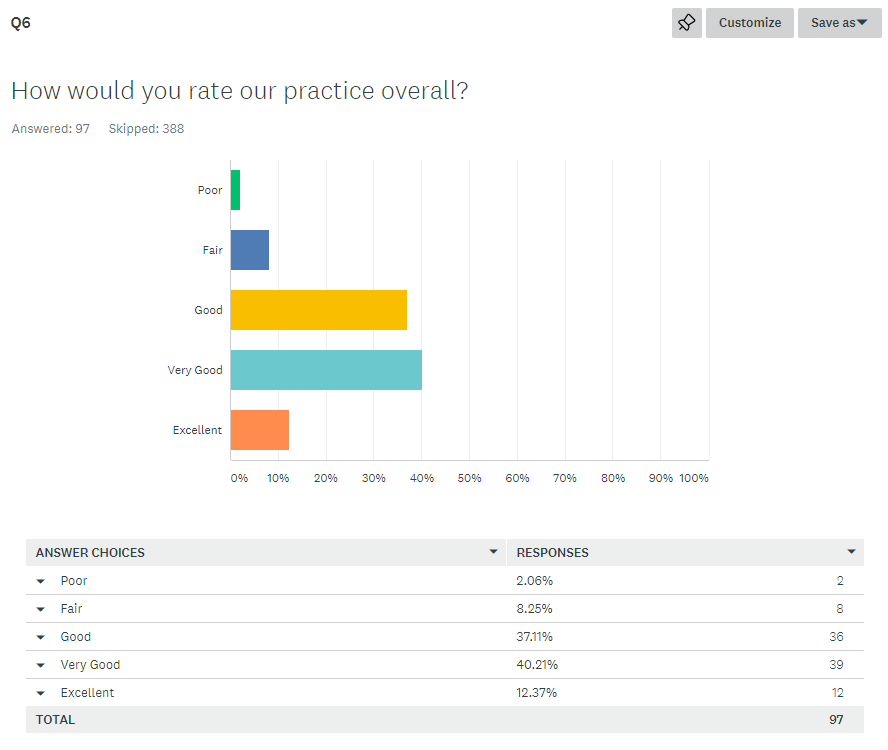 Q6
Customize
Save as
How would you rate our practice overall?
Answered: 97 Skipped: 388
Poor
Fair
Good
Very Good
Excellent
0% 10% 20% 30% 40% 50% 60% 70% 80% 90% 100%
ANSWER CHOICES RESPONSES
Poor 2.06% 2
Fair 8.25% 8
Good 37.11% 36
Very Good 40.21% 39
Excellent 12.37% 12
TOTAL 97